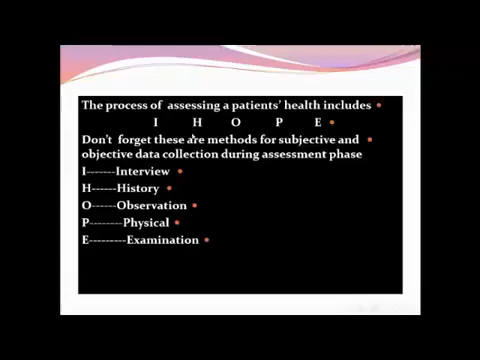 The process of assessing a patients' health includes •
I H O P E •
Don't forget these are methods for subjective and •
objective data collection during assessment phase
I-------Interview •
H------History •
O------Observation •
P--------Physical •
E---------Examination •